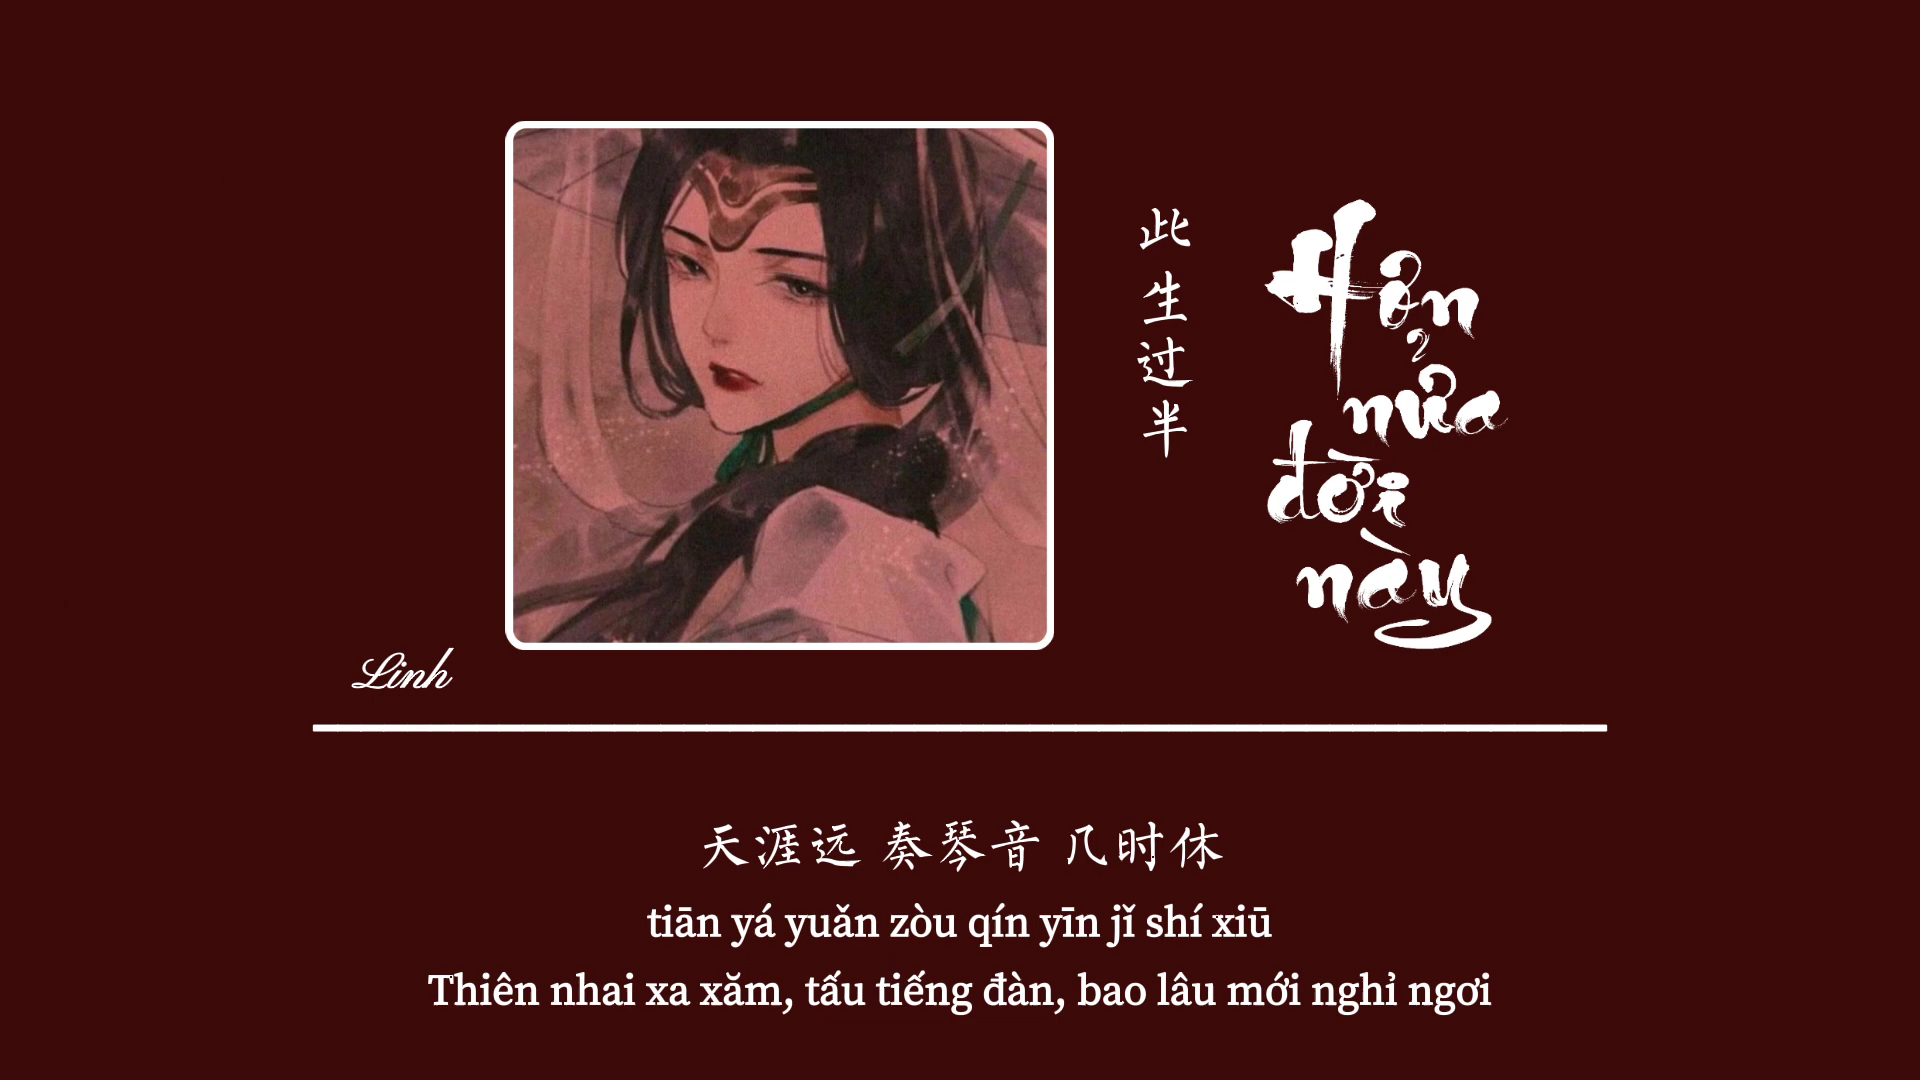 此生过半
Hơn
nửa
đời
này
Linh
天涯远 奏琴音 几时休
tiān yá yuǎn zòu qín yīn jǐ shí xiū
Thiên nhai xa xăm, tấu tiếng đàn, bao lâu mới nghỉ ngơi